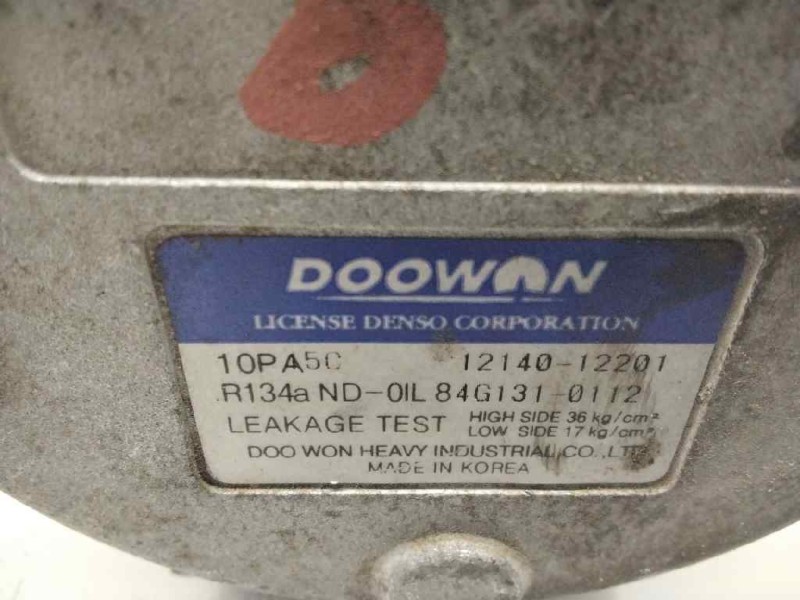 DOOWON
LICENSE DENSO CORPORATION
10PA5C 12140-12201
R134a ND-OIL 84G131-0112
LEAKAGE TEST HIGH SIDE 36 kg/cm²
LOW SIDE 17 kg/cm²
DOO WON HEAVY INDUSTRIAL CO.,LTD
MADE IN KOREA